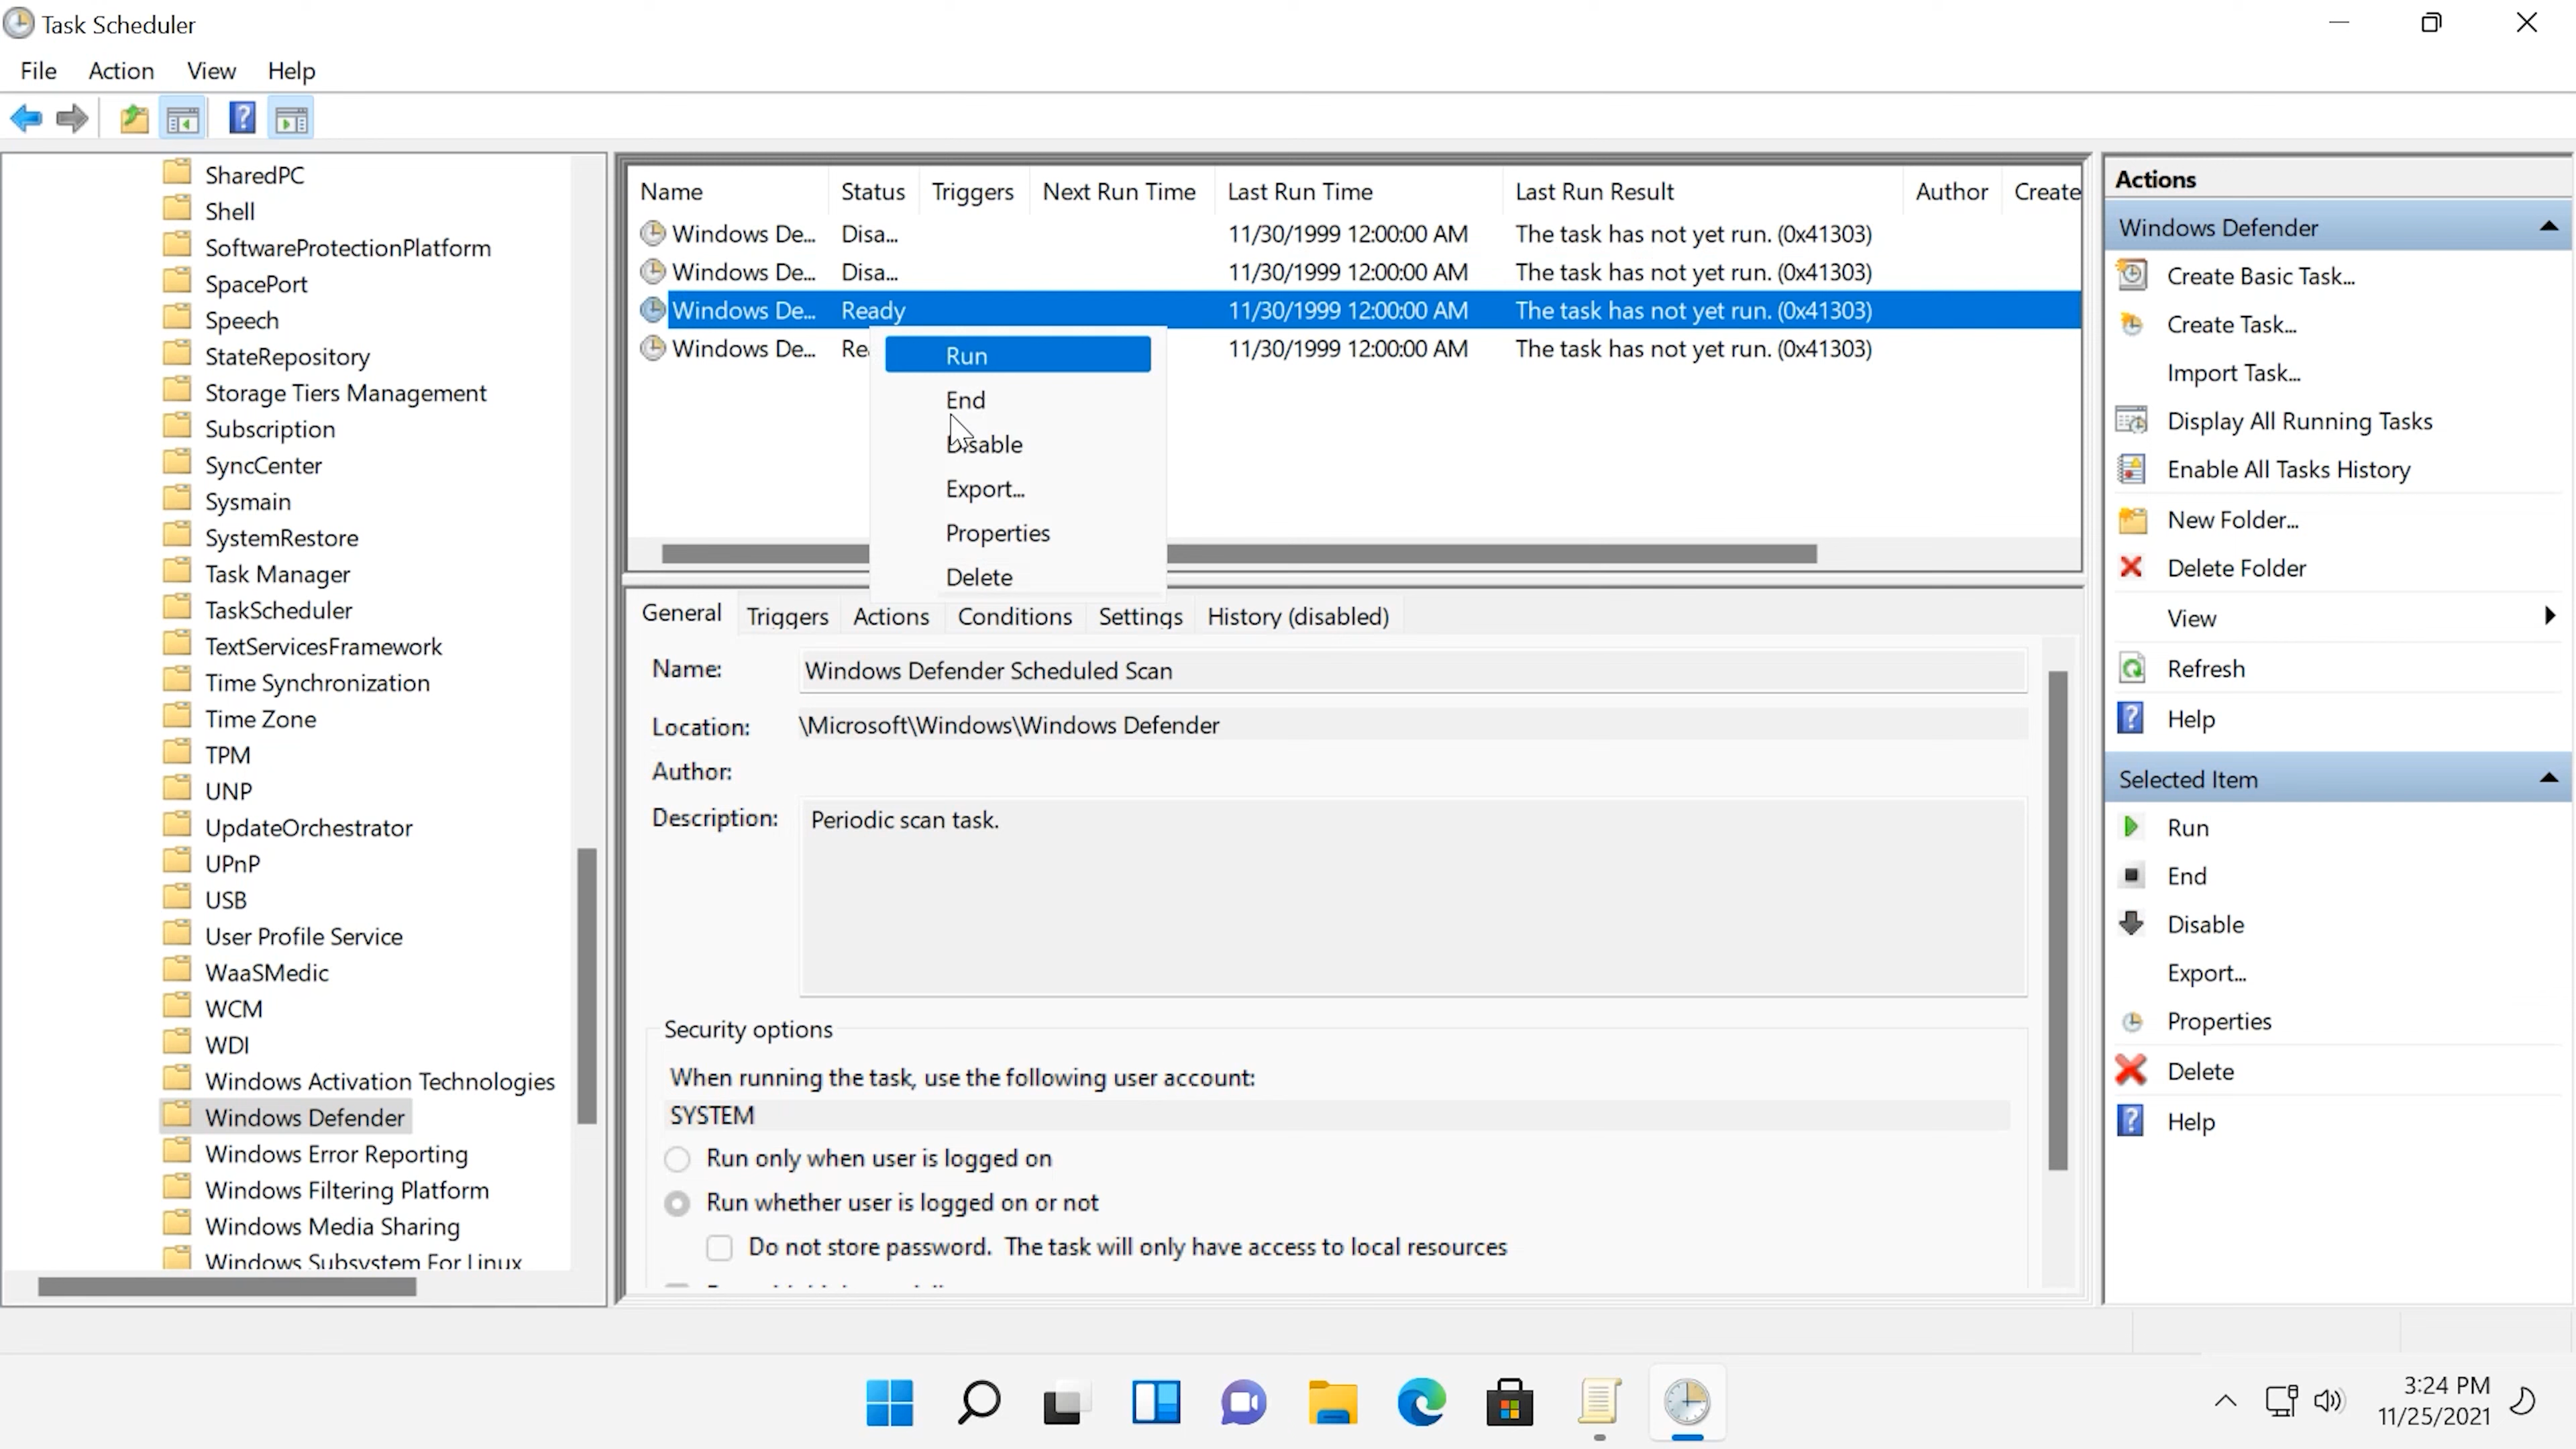 Task Scheduler
File Action View Help
SharedPC
Shell
SoftwareProtectionPlatform
SpacePort
Speech
StateRepository
Storage Tiers Management
Subscription
SyncCenter
Sysmain
SystemRestore
Task Manager
TaskScheduler
TextServicesFramework
Time Synchronization
Time Zone
TPM
UNP
UpdateOrchestrator
UPnP
USB
User Profile Service
WaaSMedic
WCM
WDI
Windows Activation Technologies
Windows Defender
Windows Error Reporting
Windows Filtering Platform
Windows Media Sharing
Windows Subsystem For Linux
Name Status Triggers Next Run Time Last Run Time Last Run Result Author Create
Windows De... Disa... 11/30/1999 12:00:00 AM The task has not yet run. (0x41303)
Windows De... Disa... 11/30/1999 12:00:00 AM The task has not yet run. (0x41303)
Windows De... Ready 11/30/1999 12:00:00 AM The task has not yet run. (0x41303)
Windows De... Re 11/30/1999 12:00:00 AM The task has not yet run. (0x41303)
Run
End
Disable
Export...
Properties
Delete
General Triggers Actions Conditions Settings History (disabled)
Name: Windows Defender Scheduled Scan
Location: \Microsoft\Windows\Windows Defender
Author:
Description: Periodic scan task.
Security options
When running the task, use the following user account:
SYSTEM
Run only when user is logged on
Run whether user is logged on or not
Do not store password. The task will only have access to local resources
Actions
Windows Defender
Create Basic Task...
Create Task...
Import Task...
Display All Running Tasks
Enable All Tasks History
New Folder...
Delete Folder
View
Refresh
Help
Selected Item
Run
End
Disable
Export...
Properties
Delete
Help
3:24 PM
11/25/2021